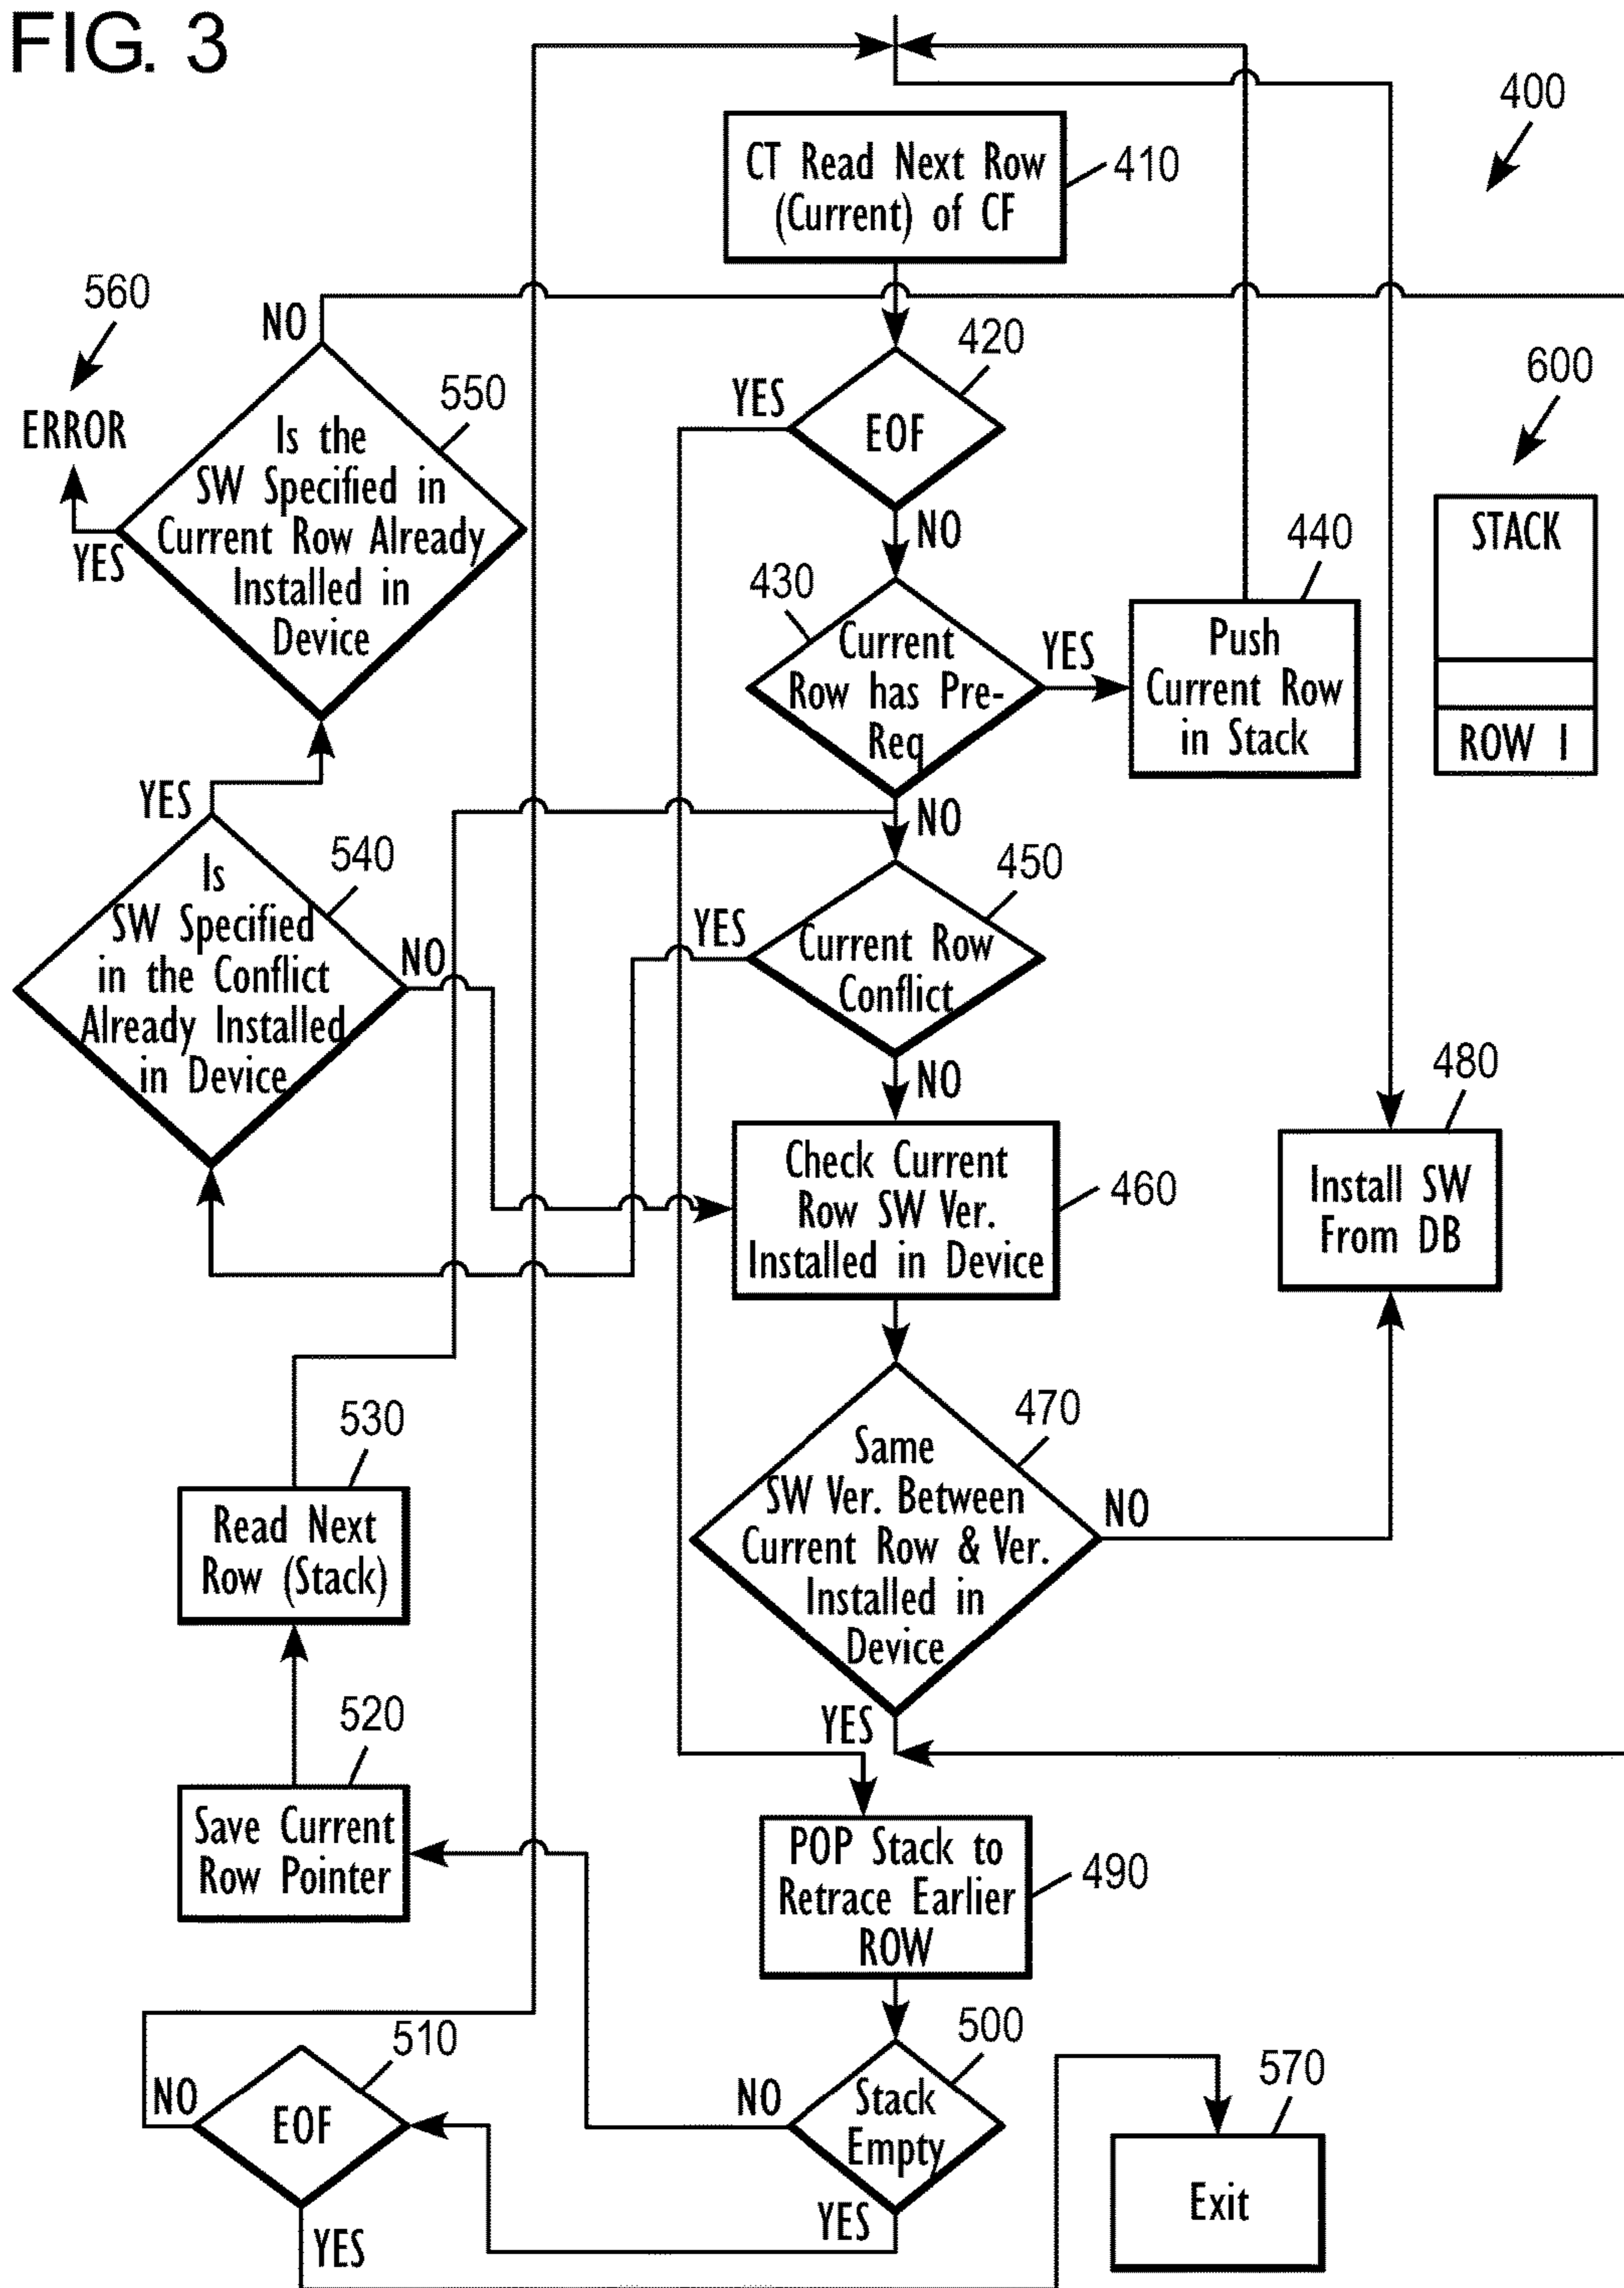 FIG. 3
400
CT Read Next Row
(Current) of CF
410
560
NO
420
600
ERROR
550
YES
EOF
Is the
SW Specified in
Current Row Already
Installed in
Device
YES
NO
440
STACK
ROW 1
430
Current
Row has Pre-
Req
YES
Push
Current Row
in Stack
YES
NO
540
Is
SW Specified
in the Conflict
Already Installed
in Device
NO
450
YES
Current Row
Conflict
NO
480
Check Current
Row SW Ver.
Installed in Device
460
Install SW
From DB
470
Same
SW Ver. Between
Current Row & Ver.
Installed in
Device
NO
YES
530
Read Next
Row (Stack)
520
Save Current
Row Pointer
POP Stack to
Retrace Earlier
ROW
490
510
NO
EOF
YES
500
NO
Stack
Empty
YES
570
Exit